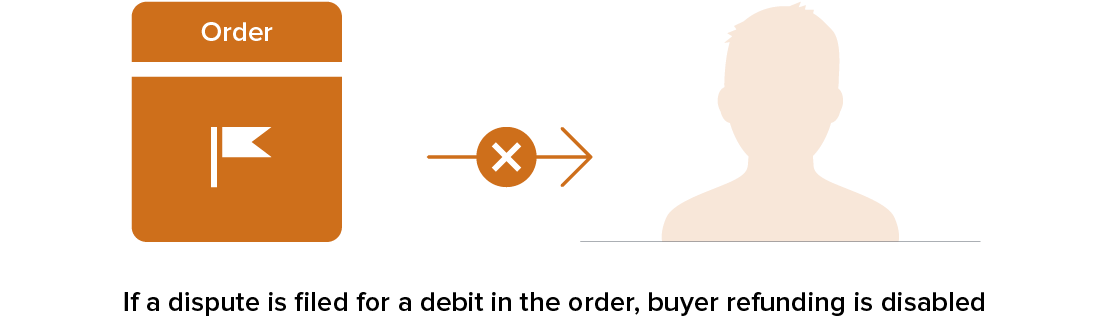 Order
If a dispute is filed for a debit in the order, buyer refunding is disabled